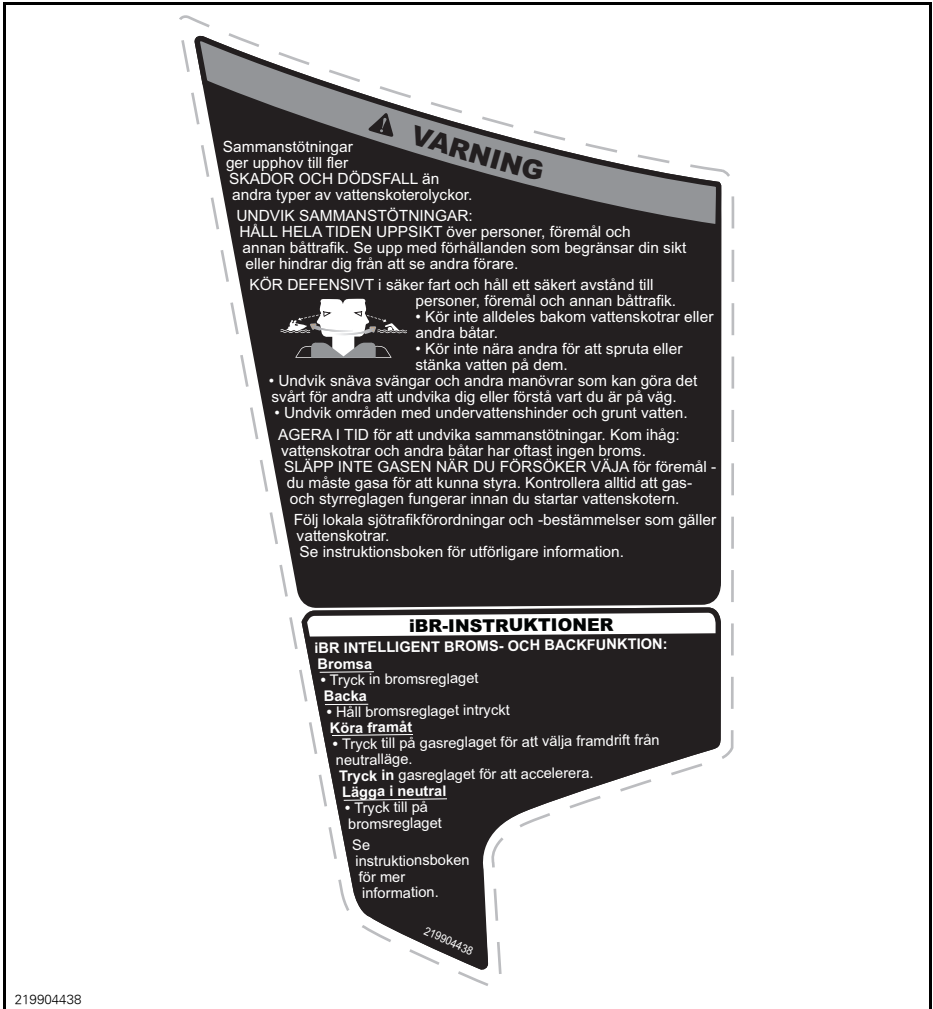 ⚠ VARNING
Sammanstötningar
ger upphov till fler
SKADOR OCH DÖDSFALL än
andra typer av vattenskoterolyckor.
UNDVIK SAMMANSTÖTNINGAR:
HÅLL HELA TIDEN UPPSIKT över personer, föremål och
annan båttrafik. Se upp med förhållanden som begränsar din sikt
eller hindrar dig från att se andra förare.
KÖR DEFENSIVT i säker fart och håll ett säkert avstånd till
personer, föremål och annan båttrafik.
• Kör inte alldeles bakom vattenskotrar eller
andra båtar.
• Kör inte nära andra för att spruta eller
stänka vatten på dem.
• Undvik snäva svängar och andra manövrar som kan göra det
svårt för andra att undvika dig eller förstå vart du är på väg.
• Undvik områden med undervattenshinder och grunt vatten.
AGERA I TID för att undvika sammanstötningar. Kom ihåg:
vattenskotrar och andra båtar har oftast ingen broms.
SLÄPP INTE GASEN NÄR DU FÖRSÖKER VÄJA för föremål -
du måste gasa för att kunna styra. Kontrollera alltid att gas-
och styrreglagen fungerar innan du startar vattenskotern.
Följ lokala sjötrafikförordningar och -bestämmelser som gäller
vattenskotrar.
Se instruktionsboken för utförligare information.
iBR-INSTRUKTIONER
iBR INTELLIGENT BROMS- OCH BACKFUNKTION:
Bromsa
• Tryck in bromsreglaget
Backa
• Håll bromsreglaget intryckt
Köra framåt
• Tryck till på gasreglaget för att välja framdrift från
neutralläge.
Tryck in gasreglaget för att accelerera.
Lägga i neutral
• Tryck till på
bromsreglaget
Se
instruktionsboken
för mer
information.
219904438
219904438